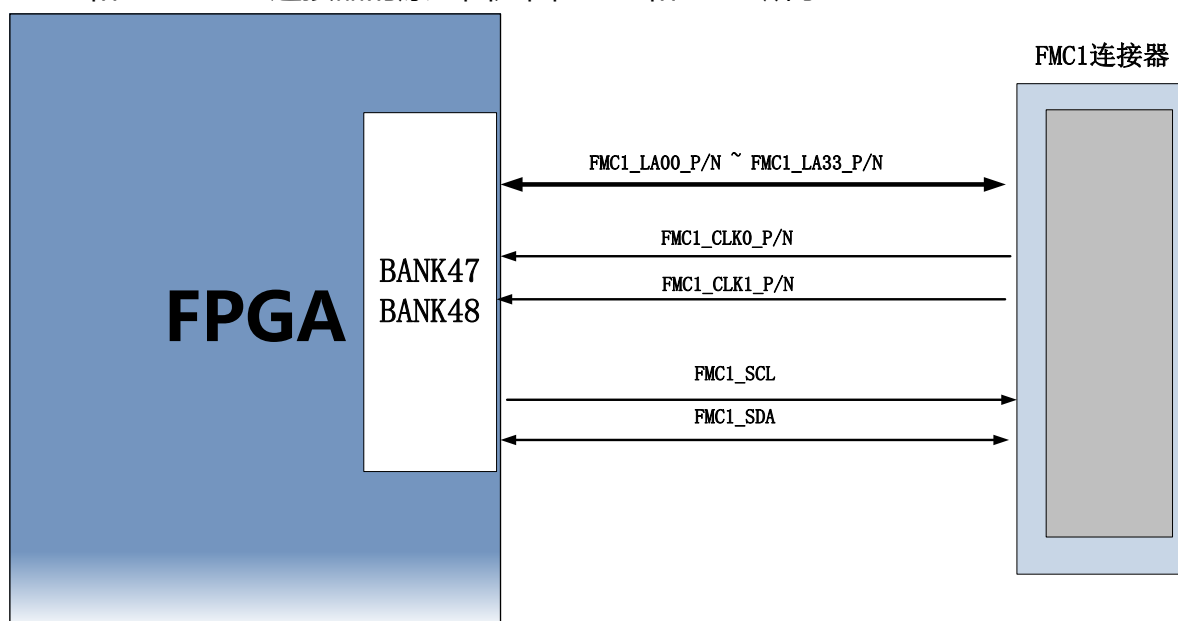 FMC1连接器
FMC1_LA00_P/N ~ FMC1_LA33_P/N
FMC1_CLK0_P/N
FMC1_CLK1_P/N
BANK47
BANK48
FPGA
FMC1_SCL
FMC1_SDA